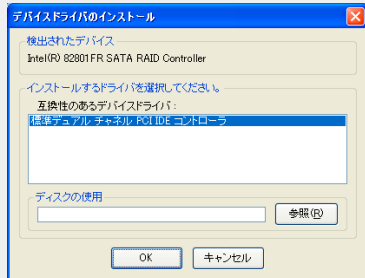 デバイスドライバのインストール
検出されたデバイス
Intel(R) 82801FR SATA RAID Controller
インストールするドライバを選択してください。
互換性のあるデバイスドライバ:
標準デュアル チャネル PCI IDE コントローラ
ディスクの使用
参照(R)
OK
キャンセル